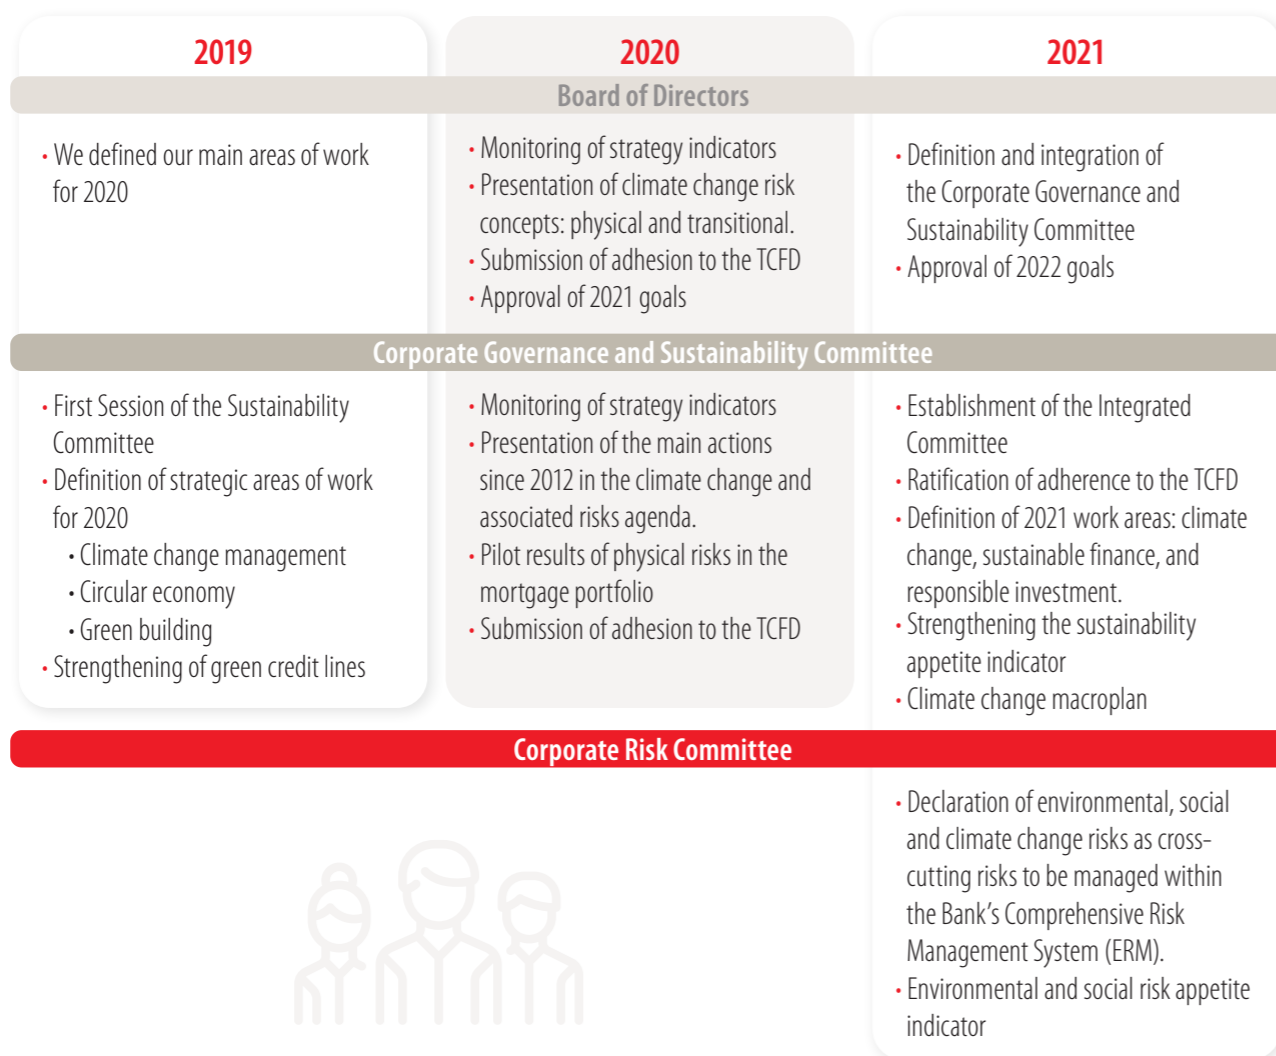 2019
2020
2021
Board of Directors
• We defined our main areas of work
for 2020
• Monitoring of strategy indicators
• Presentation of climate change risk
concepts: physical and transitional.
• Submission of adhesion to the TCFD
• Approval of 2021 goals
• Definition and integration of
the Corporate Governance and
Sustainability Committee
• Approval of 2022 goals
Corporate Governance and Sustainability Committee
• First Session of the Sustainability
Committee
• Definition of strategic areas of work
for 2020
• Climate change management
• Circular economy
• Green building
• Strengthening of green credit lines
• Monitoring of strategy indicators
• Presentation of the main actions
since 2012 in the climate change and
associated risks agenda.
• Pilot results of physical risks in the
mortgage portfolio
• Submission of adhesion to the TCFD
• Establishment of the Integrated
Committee
• Ratification of adherence to the TCFD
• Definition of 2021 work areas: climate
change, sustainable finance, and
responsible investment.
• Strengthening the sustainability
appetite indicator
• Climate change macroplan
Corporate Risk Committee
• Declaration of environmental, social
and climate change risks as cross-
cutting risks to be managed within
the Bank's Comprehensive Risk
Management System (ERM).
• Environmental and social risk appetite
indicator